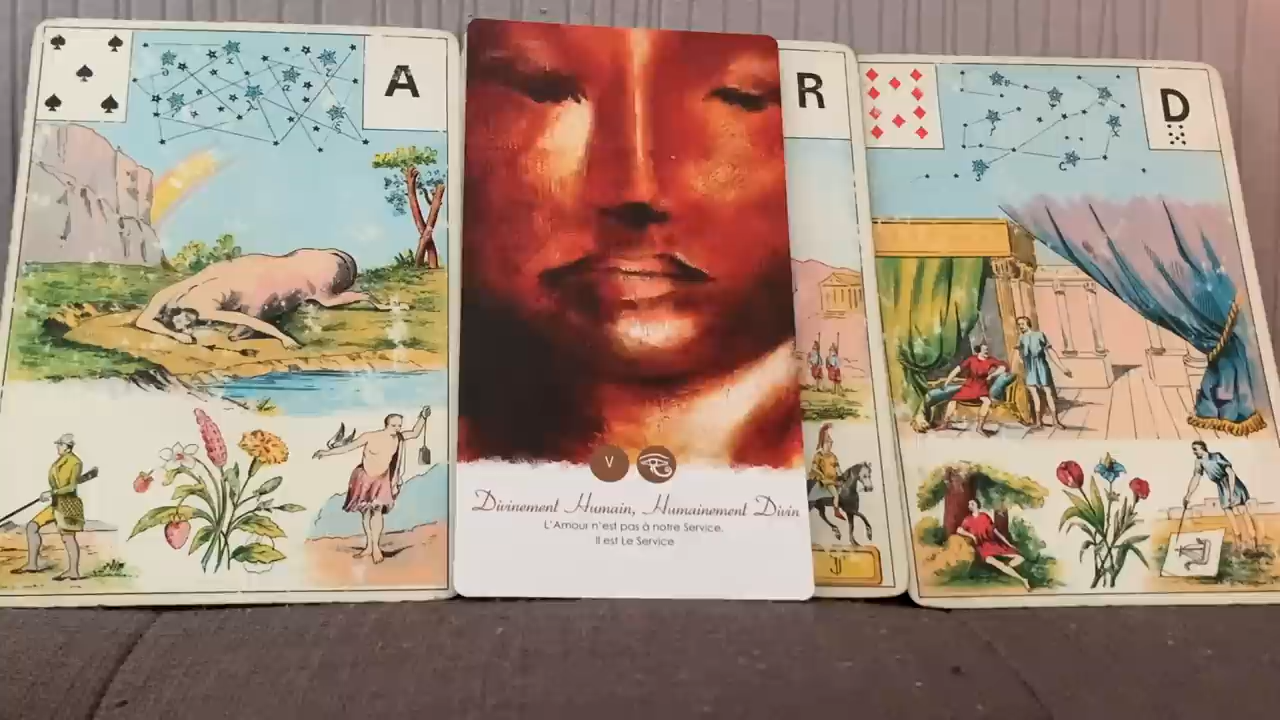 A
R
D
V
Divinement Humain, Humainement Divin
L'Amour n'est pas à notre Service.
Il est Le Service